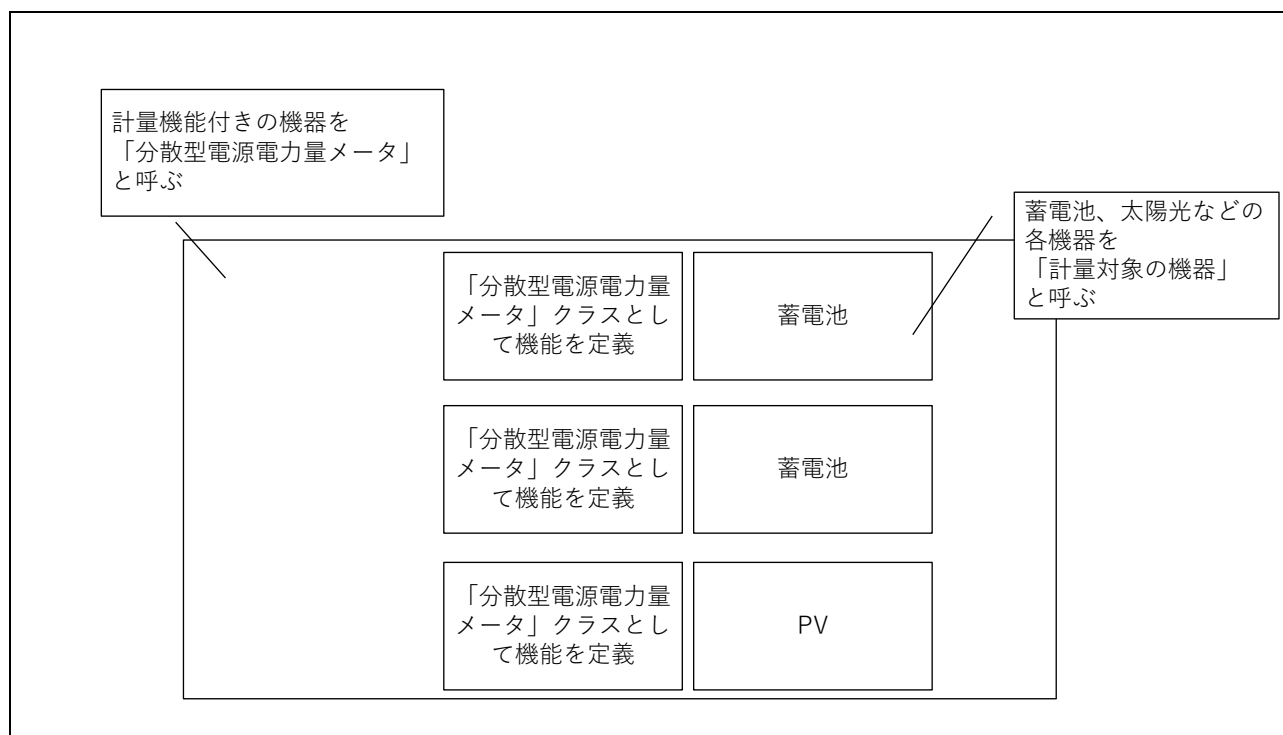 計量機能付きの機器を
「分散型電源電力量メータ」
と呼ぶ
蓄電池、太陽光などの
各機器を
「計量対象の機器」
と呼ぶ
「分散型電源電力量
メータ」クラスとし
て機能を定義
蓄電池
「分散型電源電力量
メータ」クラスとし
て機能を定義
蓄電池
「分散型電源電力量
メータ」クラスとし
て機能を定義
PV